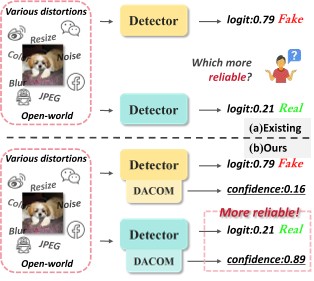 Various distortions
Resize
Color
Noise
Blur
JPEG
Open-world
Detector
logit:0.79 Fake
Which more
reliable?
?
Detector
logit:0.21 Real
(a)Existing
(b)Ours
Various distortions
Resize
Noise
Blur
JPEG
Open-world
Detector
DACOM
logit:0.79 Fake
confidence:0.16
More reliable!
Detector
DACOM
logit:0.21 Real
confidence:0.89